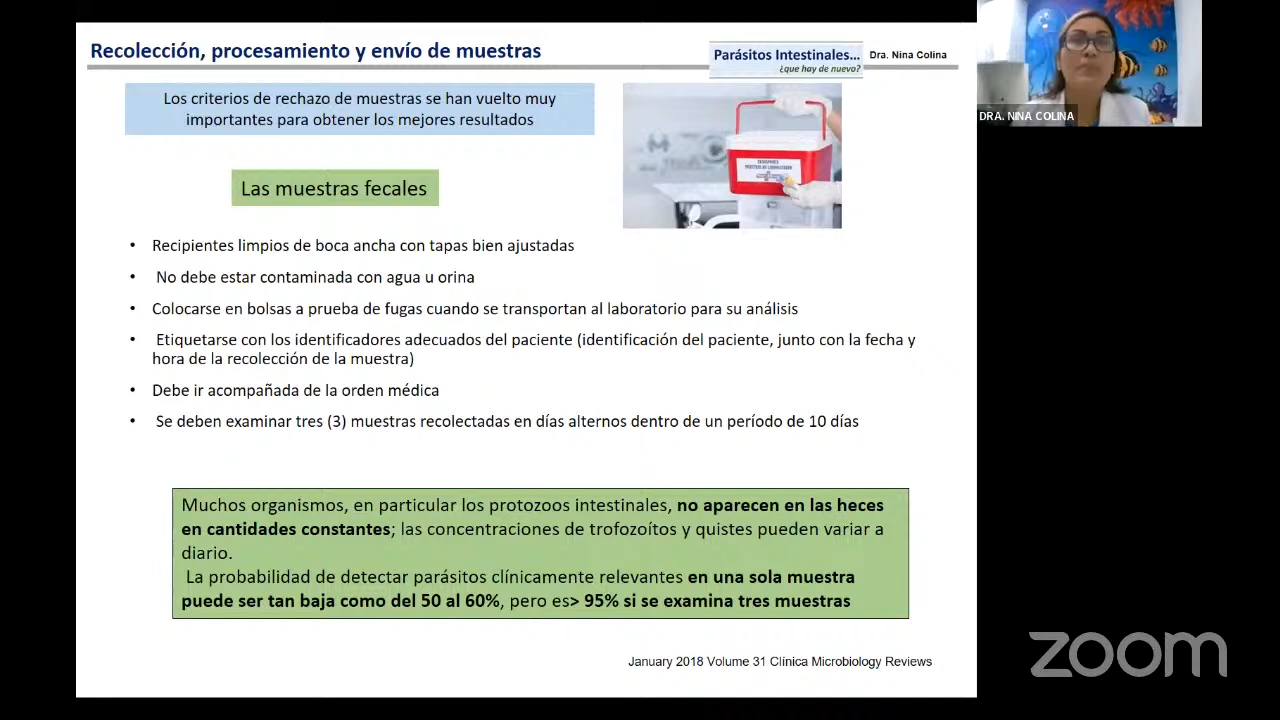 Recolección, procesamiento y envío de muestras
Parásitos Intestinales...
¿que hay de nuevo?
Dra. Nina Colina
DRA. NINA COLINA
Los criterios de rechazo de muestras se han vuelto muy
importantes para obtener los mejores resultados
Las muestras fecales
• Recipientes limpios de boca ancha con tapas bien ajustadas
• No debe estar contaminada con agua u orina
• Colocarse en bolsas a prueba de fugas cuando se transportan al laboratorio para su análisis
• Etiquetarse con los identificadores adecuados del paciente (identificación del paciente, junto con la fecha y
hora de la recolección de la muestra)
• Debe ir acompañada de la orden médica
• Se deben examinar tres (3) muestras recolectadas en días alternos dentro de un período de 10 días
Muchos organismos, en particular los protozoos intestinales, no aparecen en las heces
en cantidades constantes; las concentraciones de trofozoítos y quistes pueden variar a
diario.
La probabilidad de detectar parásitos clínicamente relevantes en una sola muestra
puede ser tan baja como del 50 al 60%, pero es> 95% si se examina tres muestras
January 2018 Volume 31 Clínica Microbiology Reviews
zoom